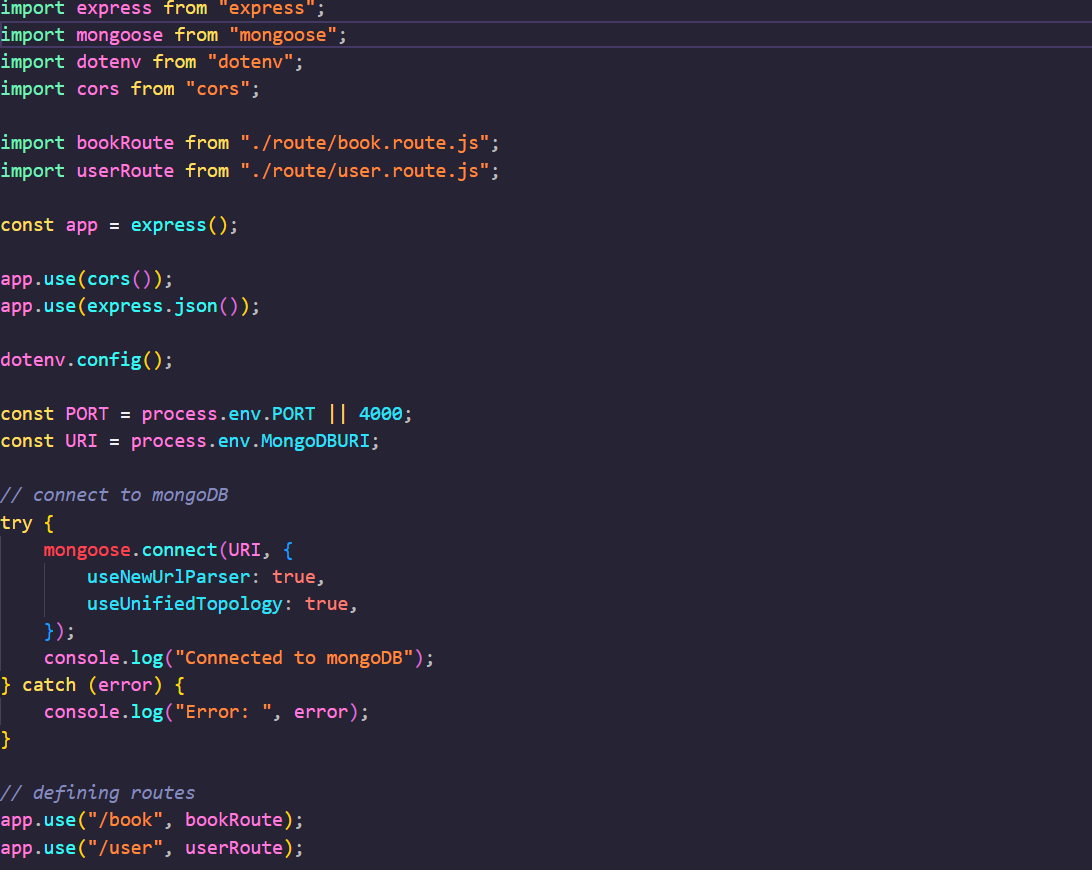 import express from "express";
import mongoose from "mongoose";
import dotenv from "dotenv";
import cors from "cors";
import bookRoute from "./route/book.route.js";
import userRoute from "./route/user.route.js";
const app = express();
app.use(cors());
app.use(express.json());
dotenv.config();
const PORT = process.env.PORT || 4000;
const URI = process.env.MongoDBURI;
// connect to mongoDB
try {
    mongoose.connect(URI, {
        useNewUrlParser: true,
        useUnifiedTopology: true,
    });
    console.log("Connected to mongoDB");
} catch (error) {
    console.log("Error: ", error);
}
// defining routes
app.use("/book", bookRoute);
app.use("/user", userRoute);